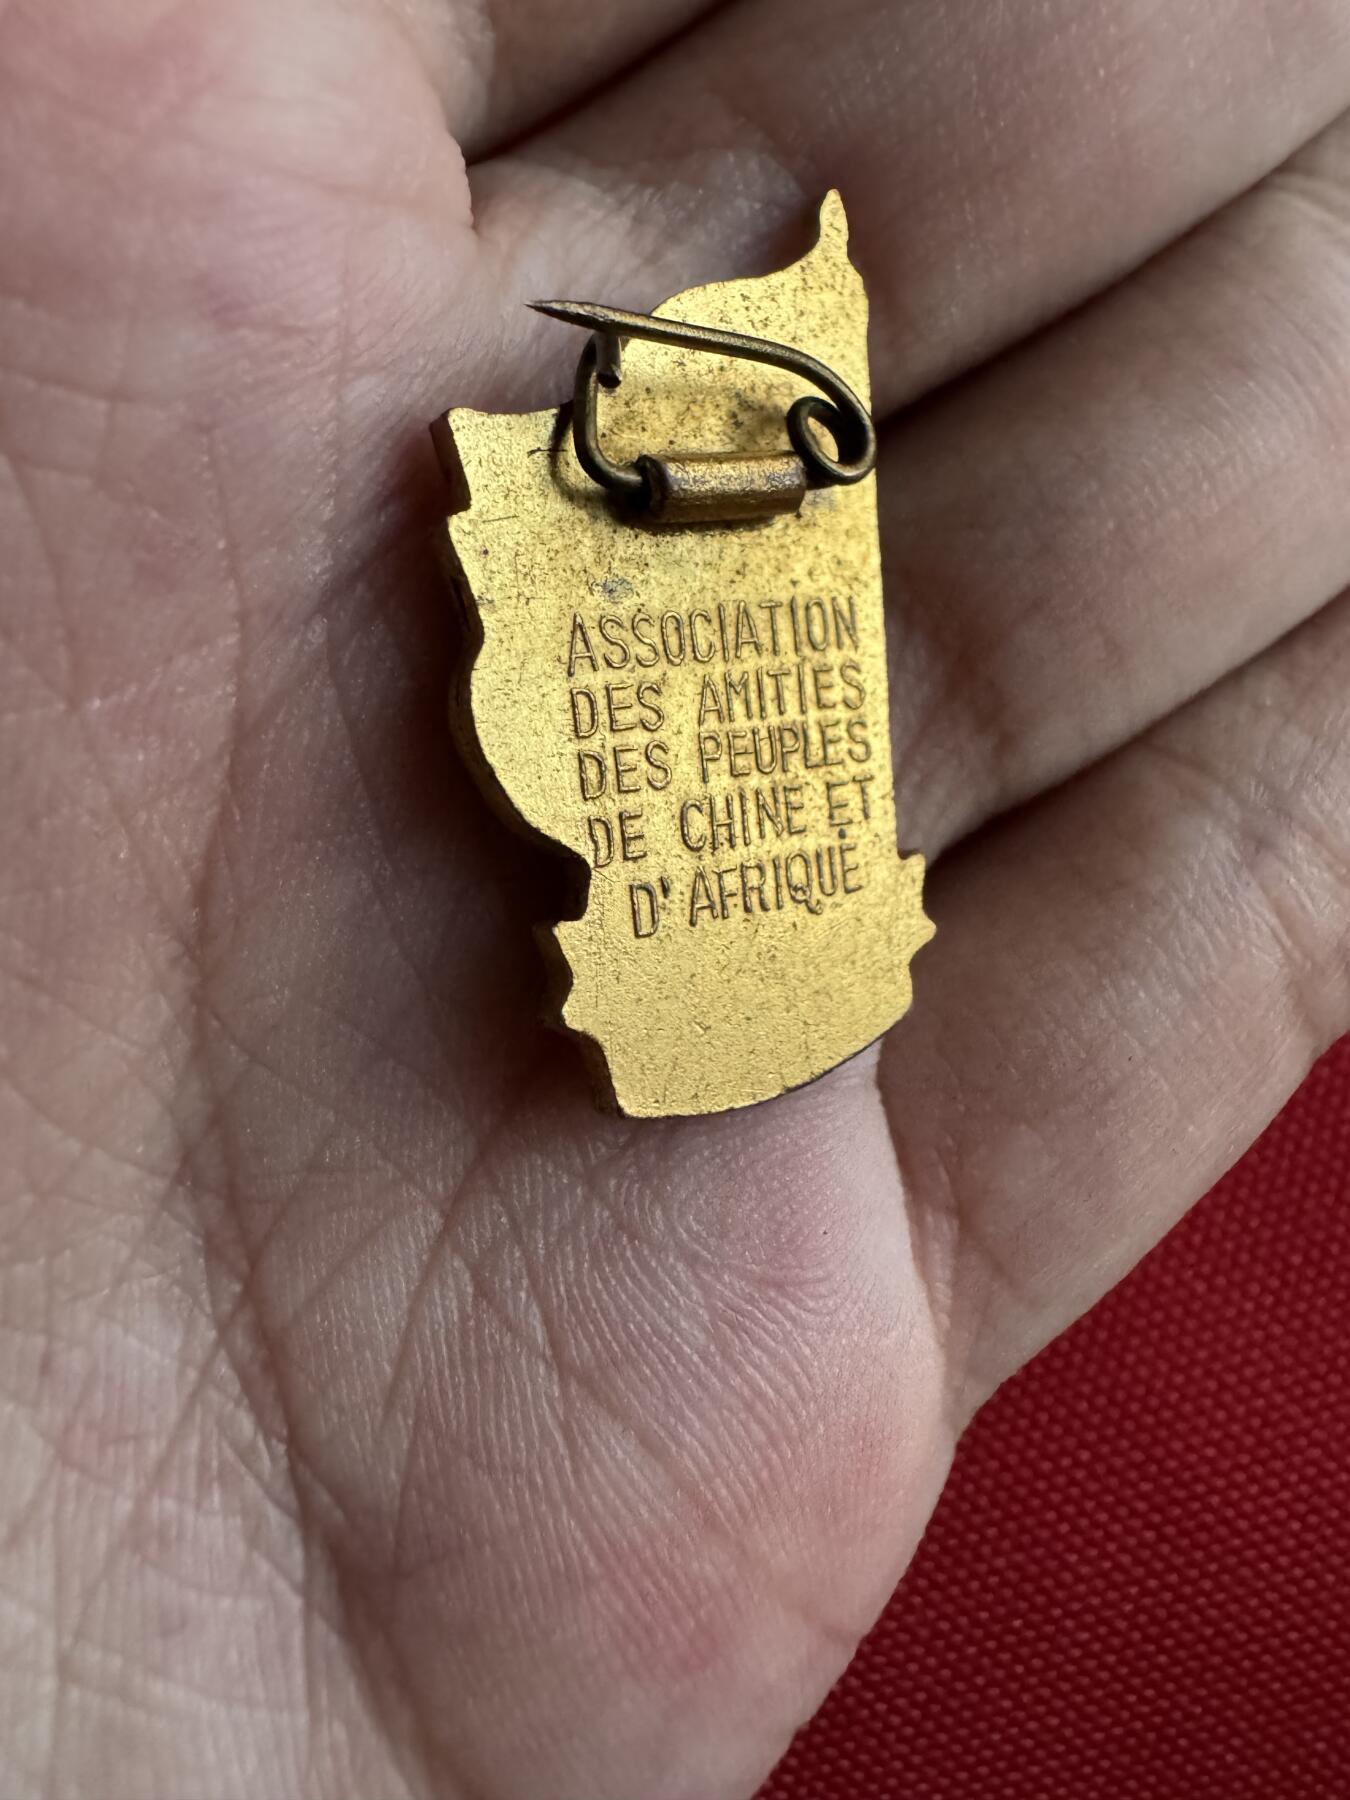 ASSOCIATION
DES AMITIES
DES PEUPLES
DE CHINE ET
D'AFRIQUE